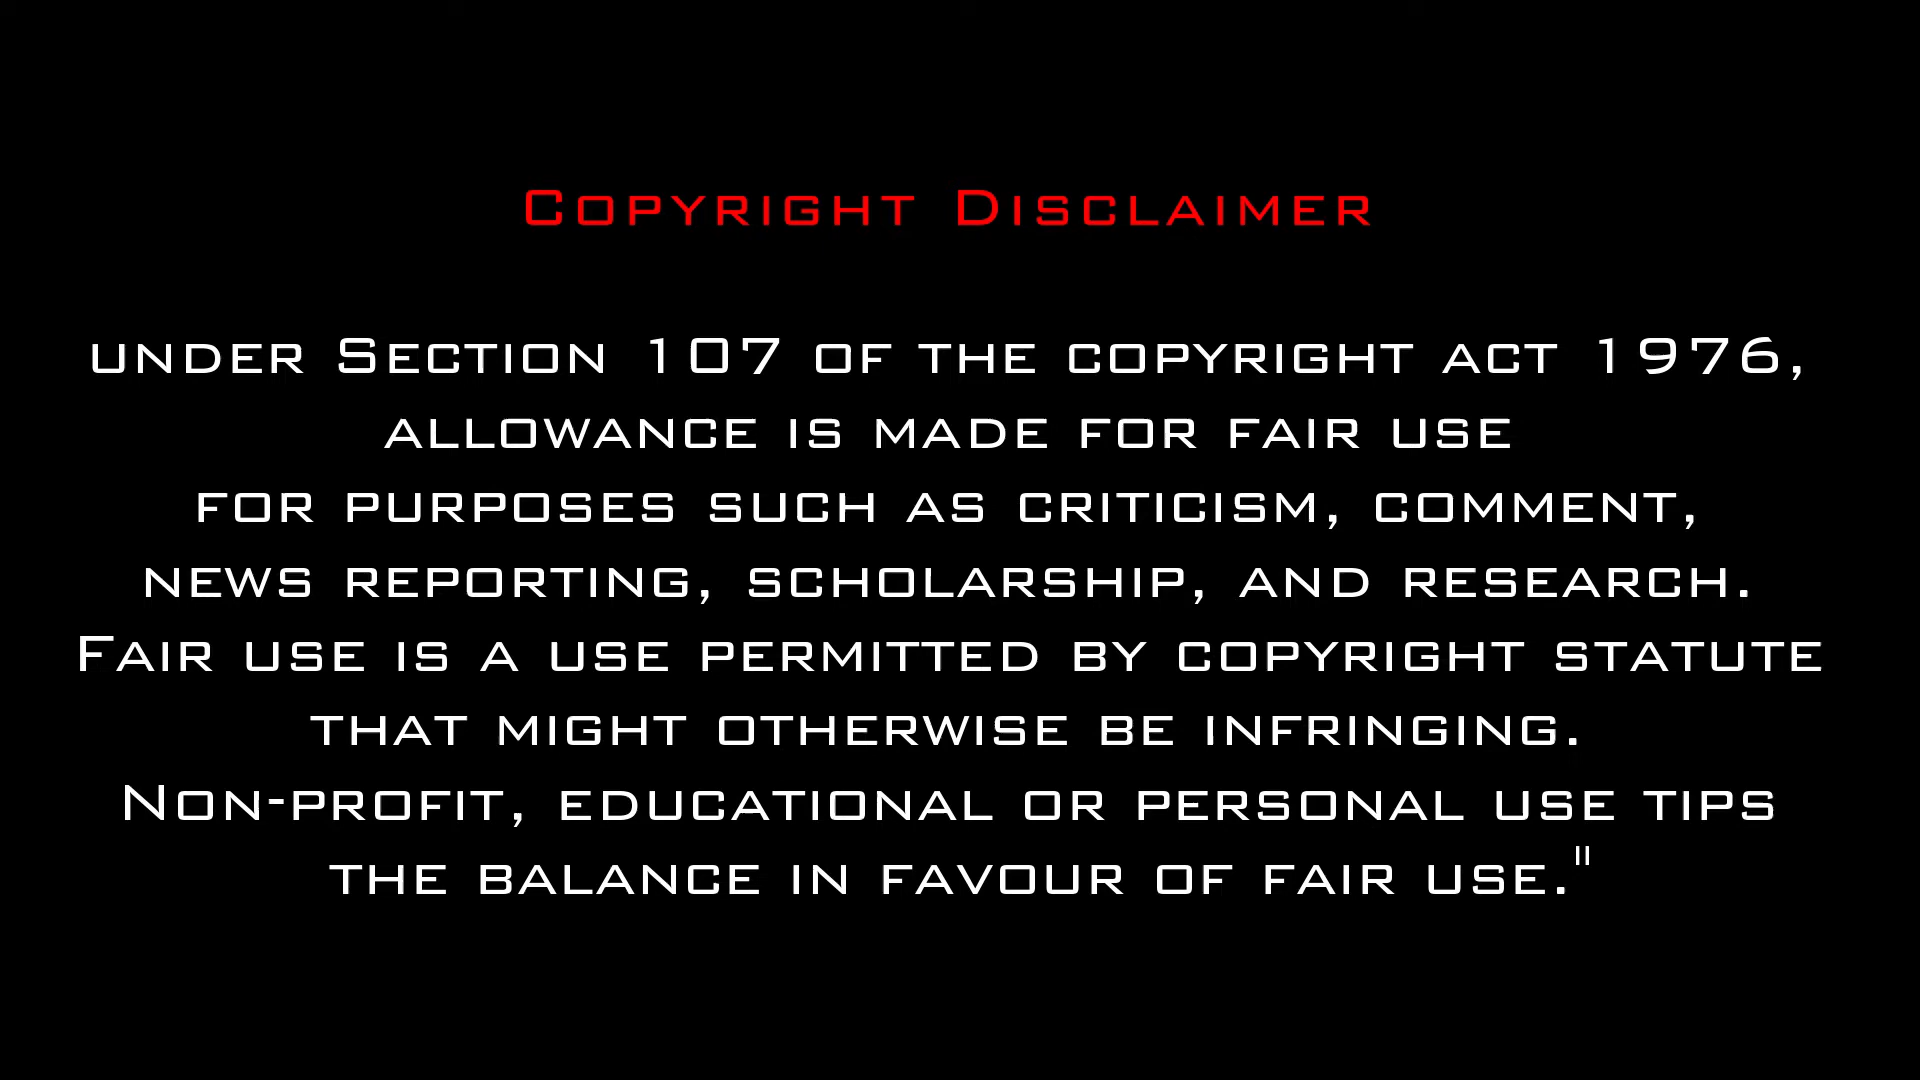 Copyright Disclaimer
under Section 107 of the copyright act 1976,
allowance is made for fair use
for purposes such as criticism, comment,
news reporting, scholarship, and research.
Fair use is a use permitted by copyright statute
that might otherwise be infringing.
Non-profit, educational or personal use tips
the balance in favour of fair use."